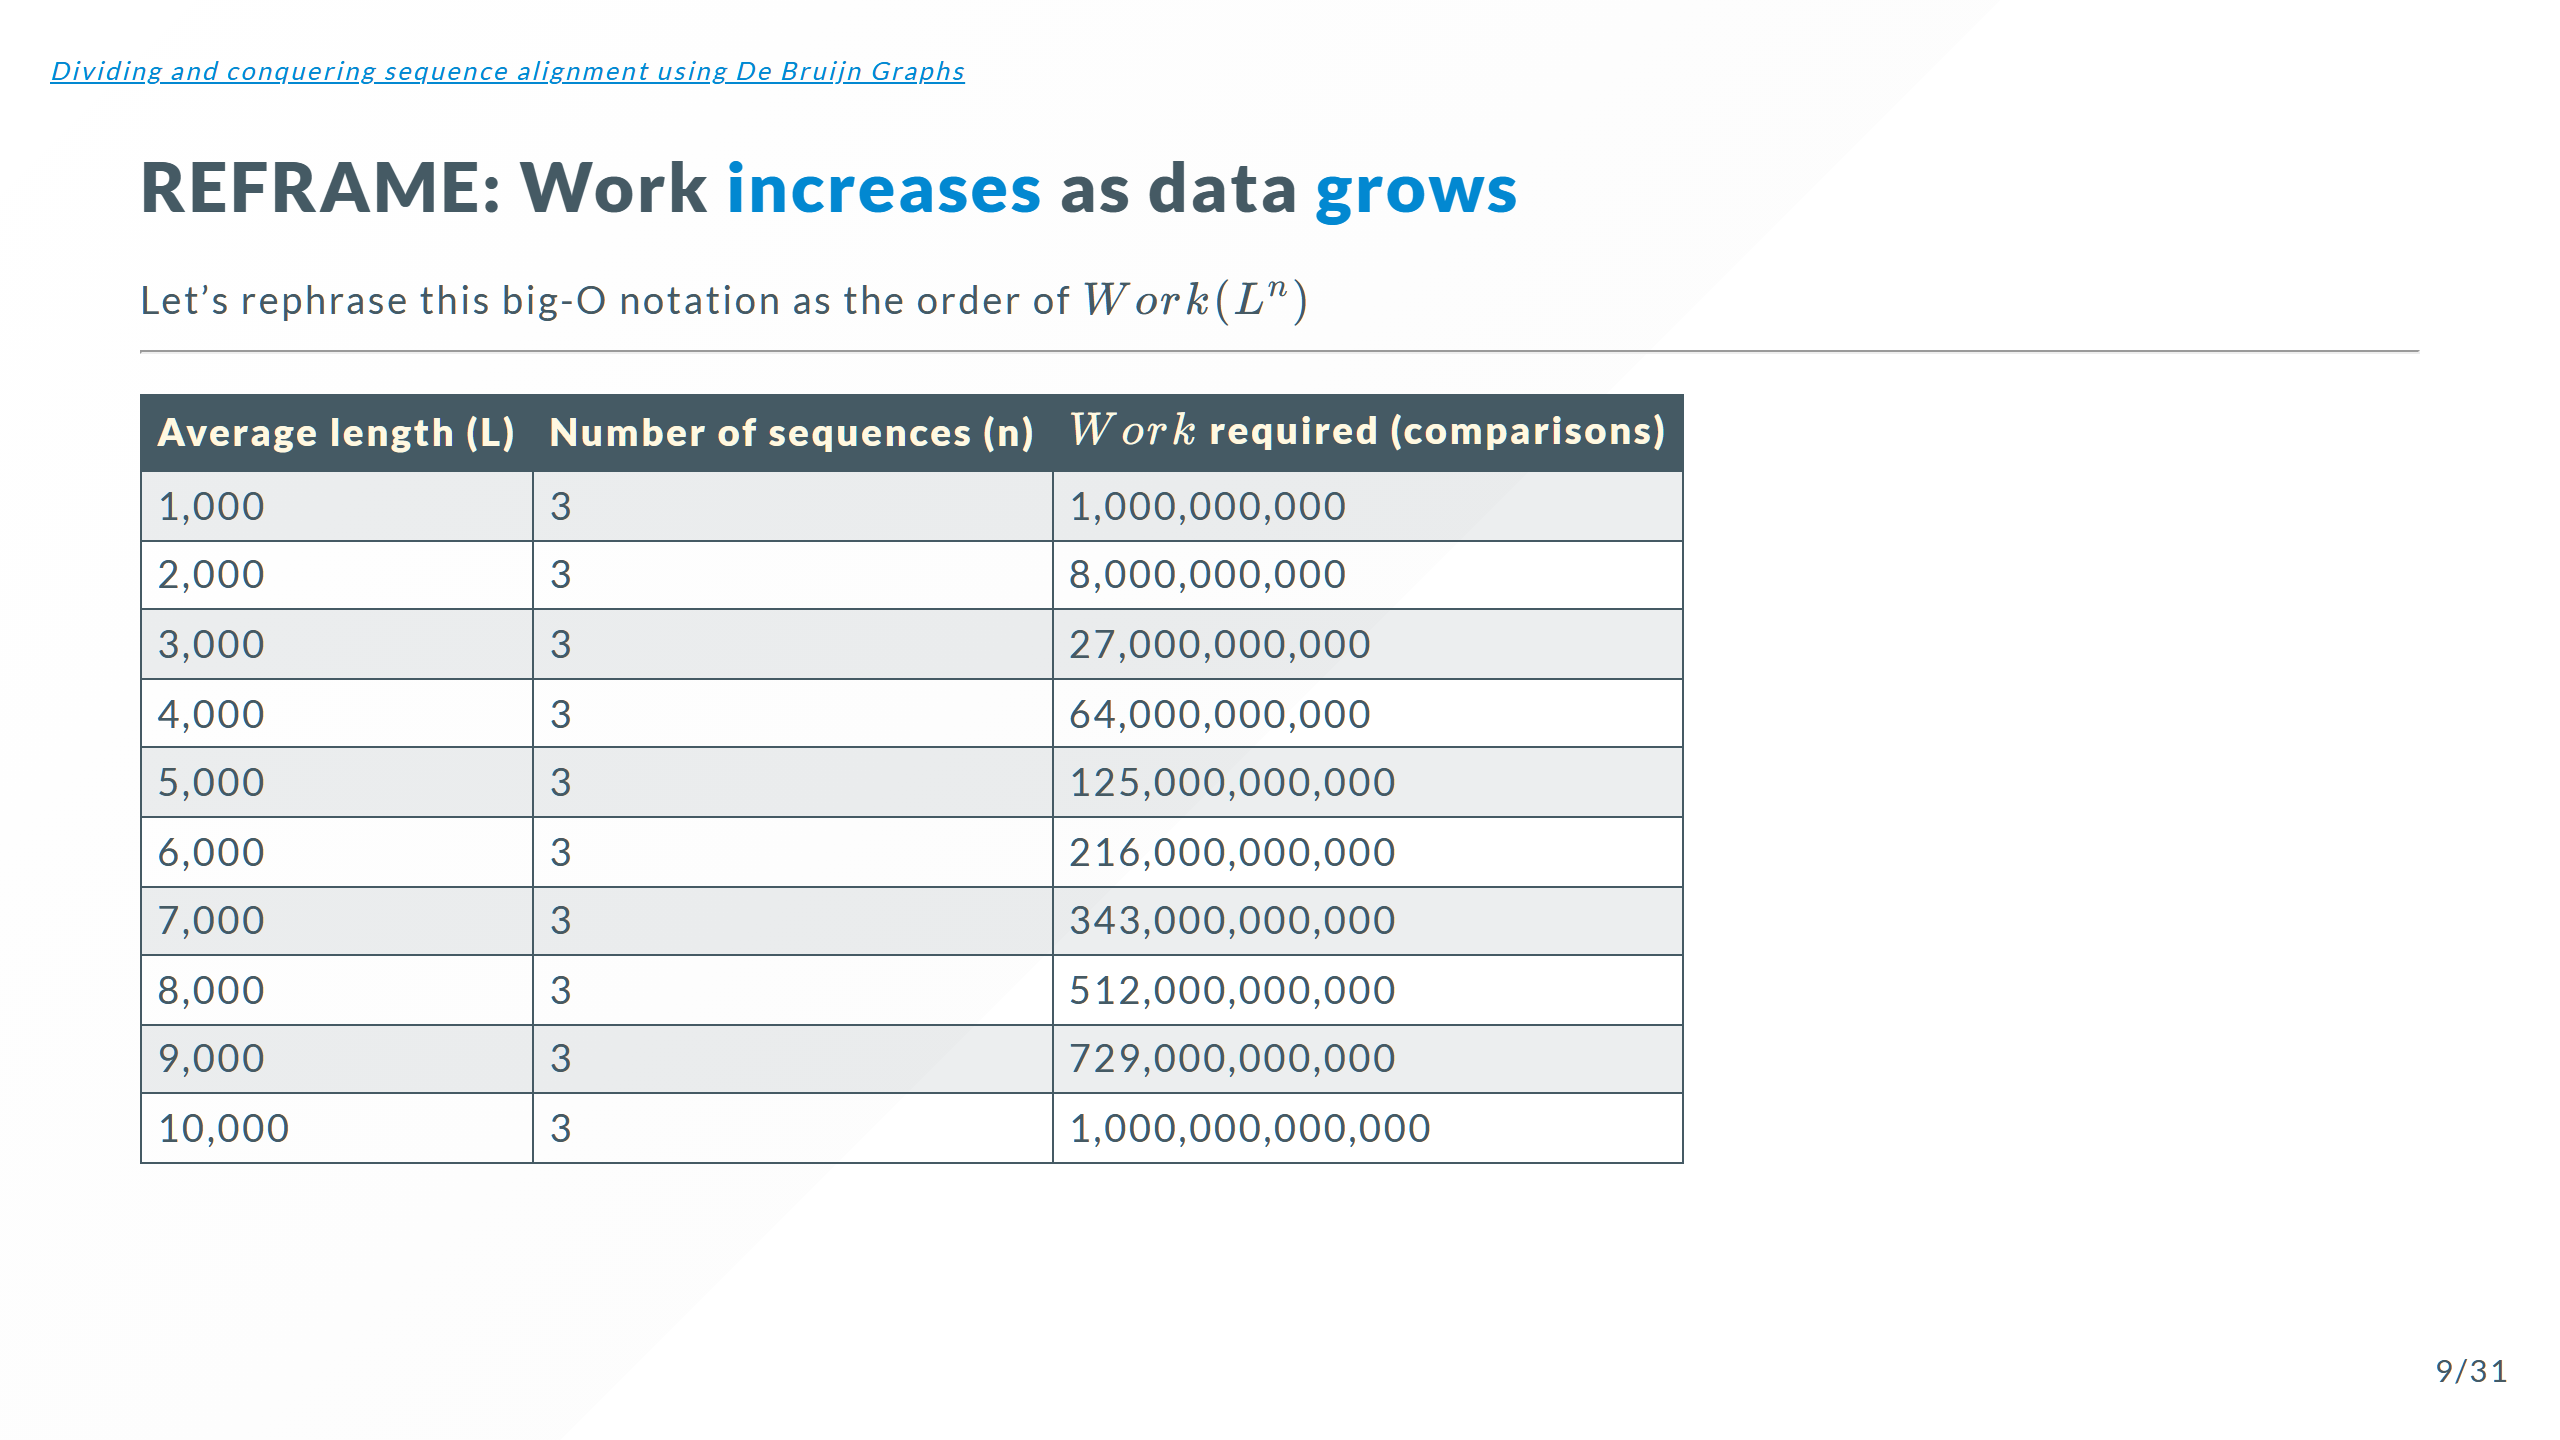 Dividing and conquering sequence alignment using De Bruijn Graphs
REFRAME: Work increases as data grows
Let’s rephrase this big-O notation as the order of Work(Lⁿ)
Average length (L) Number of sequences (n) Work required (comparisons)
1,000 3 1,000,000,000
2,000 3 8,000,000,000
3,000 3 27,000,000,000
4,000 3 64,000,000,000
5,000 3 125,000,000,000
6,000 3 216,000,000,000
7,000 3 343,000,000,000
8,000 3 512,000,000,000
9,000 3 729,000,000,000
10,000 3 1,000,000,000,000
9/31